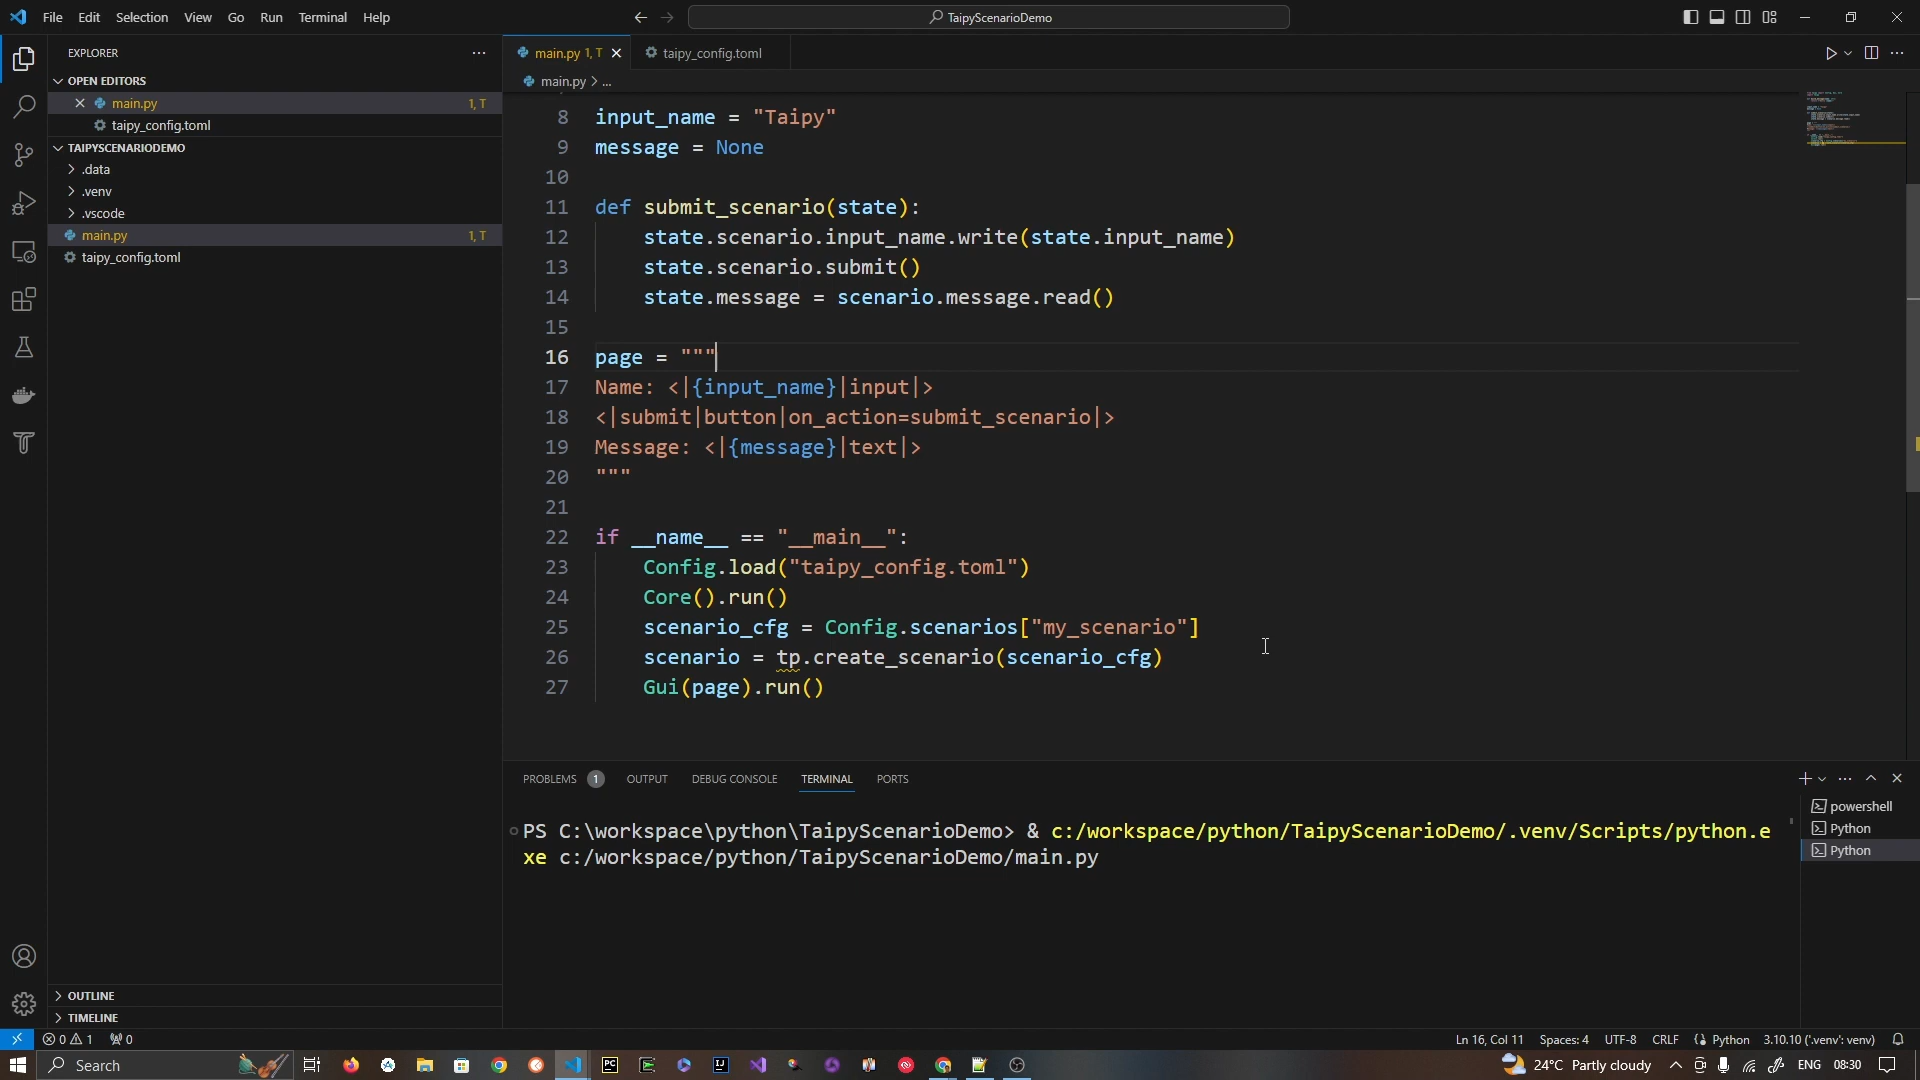 File Edit Selection View Go Run Terminal Help
TaipyScenarioDemo
EXPLORER
OPEN EDITORS
main.py 1, T
taipy_config.toml
TAIPYSCENARIODEMO
.data
.venv
.vscode
main.py 1, T
taipy_config.toml
OUTLINE
TIMELINE
main.py 1, T taipy_config.toml
main.py > ...
8 input_name = "Taipy"
9 message = None
10
11 def submit_scenario(state):
12 state.scenario.input_name.write(state.input_name)
13 state.scenario.submit()
14 state.message = scenario.message.read()
15
16 page = """
17 Name: <|{input_name}|input|>
18 <|submit|button|on_action=submit_scenario|>
19 Message: <|{message}|text|>
20 """
21
22 if __name__ == "__main__":
23 Config.load("taipy_config.toml")
24 Core().run()
25 scenario_cfg = Config.scenarios["my_scenario"]
26 scenario = tp.create_scenario(scenario_cfg)
27 Gui(page).run()
PROBLEMS 1 OUTPUT DEBUG CONSOLE TERMINAL PORTS
PS C:\workspace\python\TaipyScenarioDemo> & c:/workspace/python/TaipyScenarioDemo/.venv/Scripts/python.e
xe c:/workspace/python/TaipyScenarioDemo/main.py
powershell
Python
Python
0 1 0 Ln 16, Col 11 Spaces: 4 UTF-8 CRLF Python 3.10.10 ('.venv': venv)
Search 24°C Partly cloudy ENG 08:30